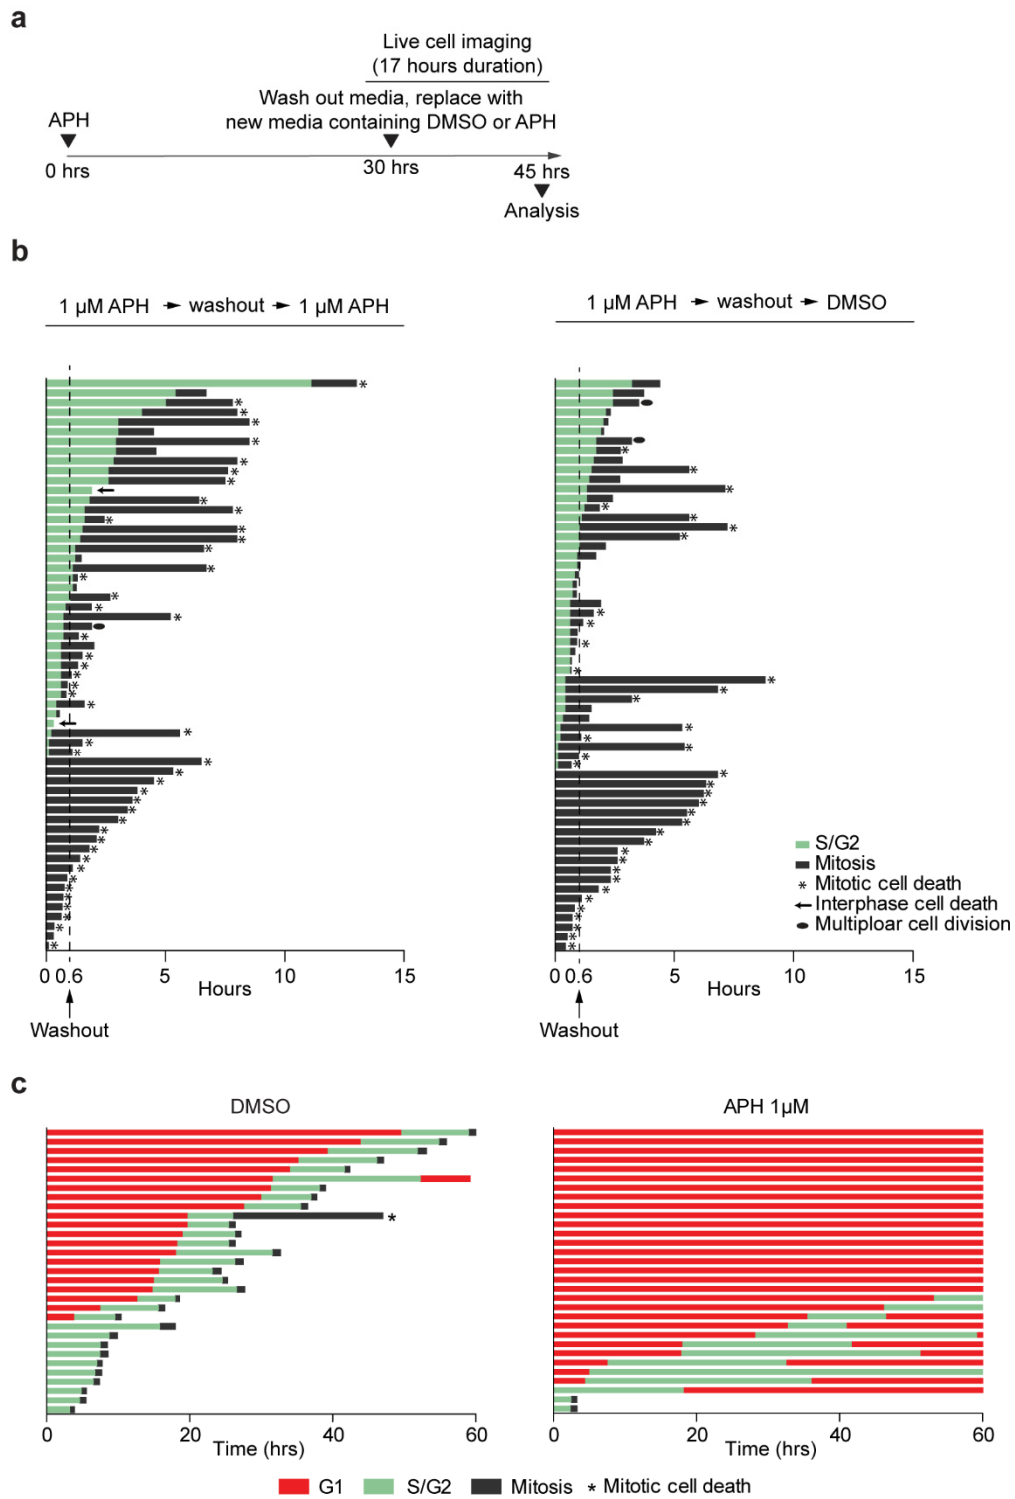 a
Live cell imaging
(17 hours duration)
Wash out media, replace with
new media containing DMSO or APH
APH
0 hrs
30 hrs
45 hrs
Analysis
b
1 µM APH → washout → 1 µM APH
1 µM APH → washout → DMSO
S/G2
Mitosis
* Mitotic cell death
← Interphase cell death
Multiploar cell division
0 0.6 5 10 15
Hours
Washout
0 0.6 5 10 15
Hours
Washout
c
DMSO
APH 1µM
0 20 40 60
Time (hrs)
0 20 40 60
Time (hrs)
G1 S/G2 Mitosis * Mitotic cell death